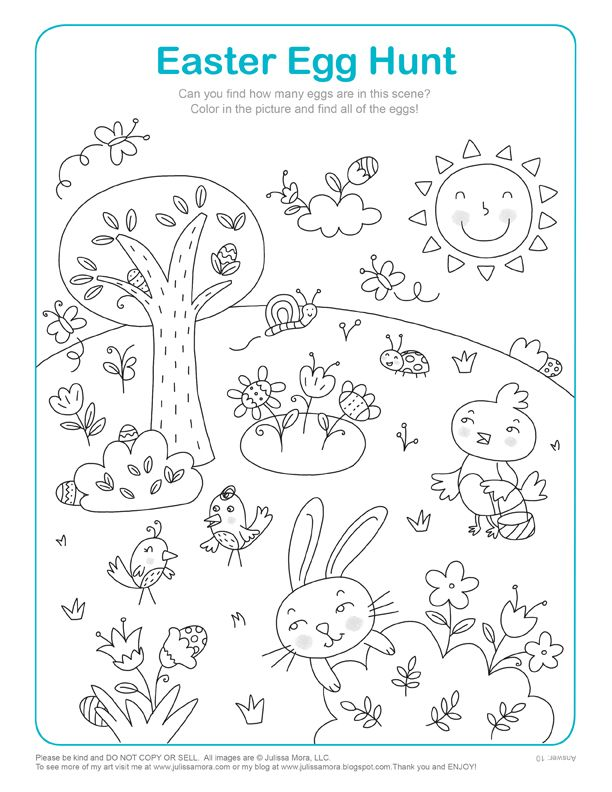 Easter Egg Hunt
Can you find how many eggs are in this scene?
Color in the picture and find all of the eggs!
Please be kind and DO NOT COPY OR SELL. All images are © Julissa Mora, LLC.
To see more of my art visit me at www.julissamora.com or my blog at www.julissamora.blogspot.com.Thank you and ENJOY!
Answer: 10